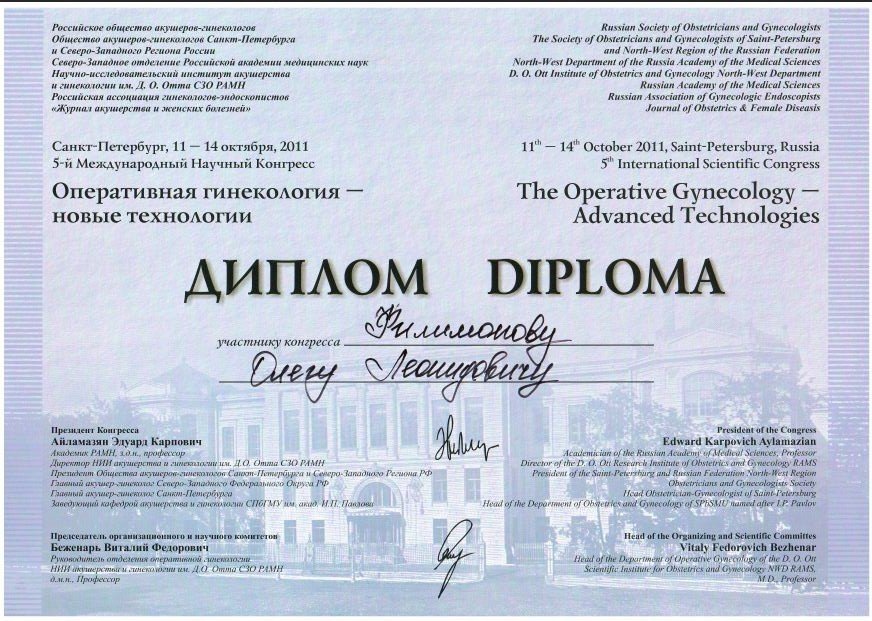 Российское общество акушеров-гинекологов
Общество акушеров-гинекологов Санкт-Петербурга
и Северо-Западного Региона России
Северо-Западное отделение Российской академии медицинских наук
Научно-исследовательский институт акушерства
и гинекологии им. Д. О. Отта СЗО РАМН
Российская ассоциация гинекологов-эндоскопистов
«Журнал акушерства и женских болезней»
Russian Society of Obstetricians and Gynecologists
The Society of Obstetricians and Gynecologists of Saint-Petersburg
and North-West Region of the Russian Federation
North-West Department of the Russia Academy of the Medical Sciences
D. O. Ott Institute of Obstetrics and Gynecology North-West Department
Russian Academy of the Medical Sciences
Russian Association of Gynecologic Endoscopists
Journal of Obstetrics & Female Diseasis
Санкт-Петербург, 11 — 14 октября, 2011
5-й Международный Научный Конгресс
Оперативная гинекология —
новые технологии
11th — 14th October 2011, Saint-Petersburg, Russia
5th International Scientific Congress
The Operative Gynecology —
Advanced Technologies
ДИПЛОМ DIPLOMA
участнику конгресса Филимонову
Олегу Леонидовичу
Президент Конгресса
Айламазян Эдуард Карпович
Академик РАМН, з.д.н., профессор
Директор НИИ акушерства и гинекологии им. Д.О. Отта СЗО РАМН
Президент Общества акушеров-гинекологов Санкт-Петербурга и Северо-Западного Региона РФ
Главный акушер-гинеколог Северо-Западного Федерального Округа РФ
Главный акушер-гинеколог Санкт-Петербурга
Заведующий кафедрой акушерства и гинекологии СПбГМУ им. акад. И.П. Павлова
President of the Congress
Edward Karpovich Aylamazian
Academician of the Russian Academy of Medical Sciences, Professor
Director of the D. O. Ott Research Institute of Obstetrics and Gynecology RAMS
President of the Saint-Petersburg and Russian Federation North-West Region
Obstetricians and Gynecologists Society
Head Obstetrician-Gynecologist of Saint-Petersburg
Head of the Department of Obstetrics and Gynecology of SPbSMU named after I.P. Pavlov
Председатель организационного и научного комитетов
Беженарь Виталий Федорович
Руководитель отделения оперативной гинекологии
НИИ акушерства и гинекологии им. Д.О. Отта СЗО РАМН
д.м.н., Профессор
Head of the Organizing and Scientific Committees
Vitaly Fedorovich Bezhenar
Head of the Department of Operative Gynecology of the D. O. Ott
Scientific Institute for Obstetrics and Gynecology NWD RAMS,
M.D., Professor